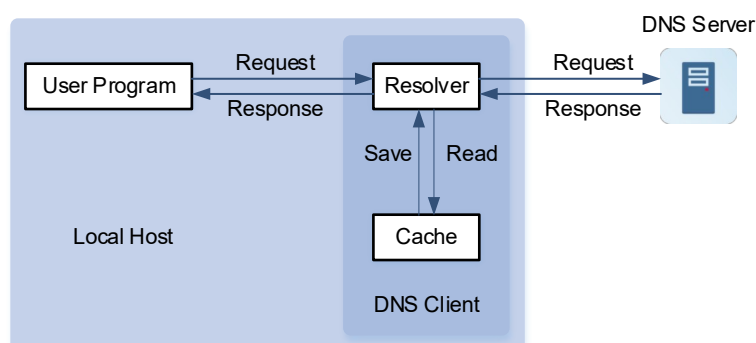 DNS Server
Request
Request
User Program
Resolver
Response
Response
Save
Read
Local Host
Cache
DNS Client